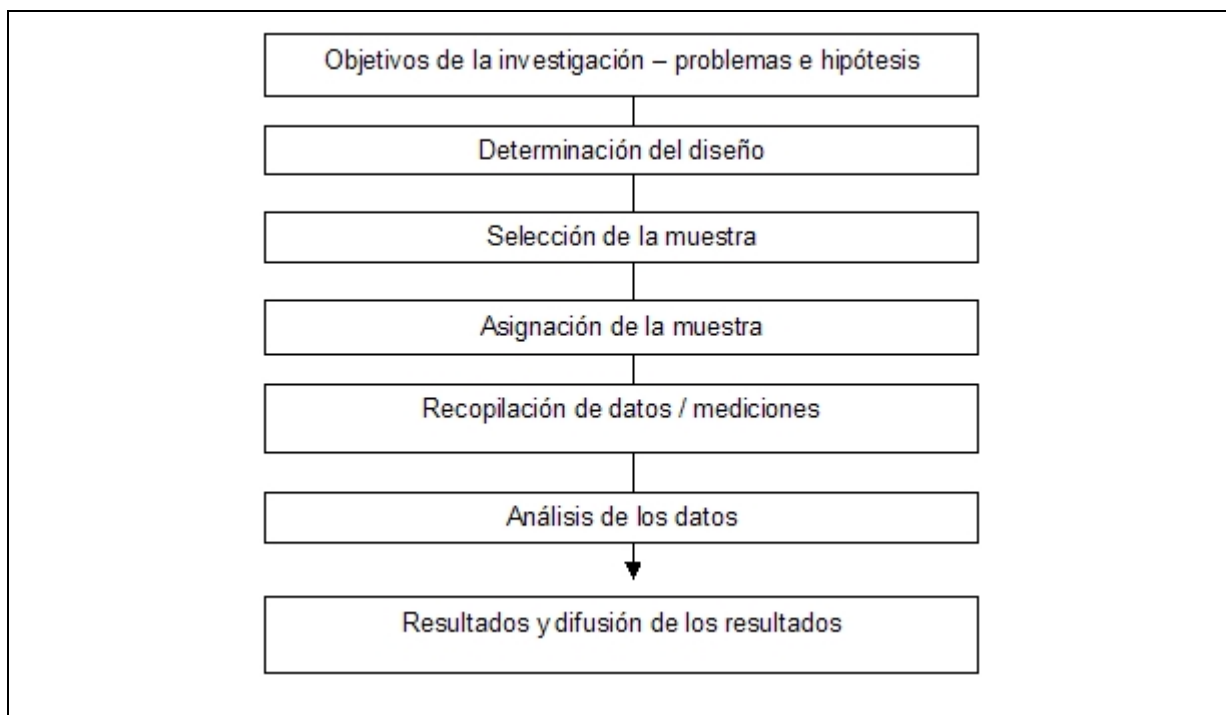 Objetivos de la investigación – problemas e hipótesis
Determinación del diseño
Selección de la muestra
Asignación de la muestra
Recopilación de datos / mediciones
Análisis de los datos
Resultados y difusión de los resultados